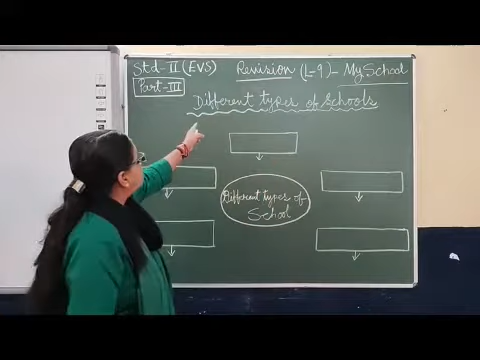 Std-II (EVS) Revision (L-9) - My School
Part-III
Different types of Schools
Different types of
School